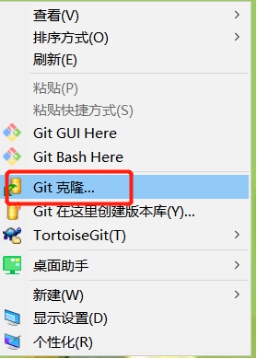 查看(V)
排序方式(O)
刷新(E)
粘贴(P)
粘贴快捷方式(S)
Git GUI Here
Git Bash Here
Git 克隆...
Git 在这里创建版本库(Y)...
TortoiseGit(T)
桌面助手
新建(W)
显示设置(D)
个性化(R)